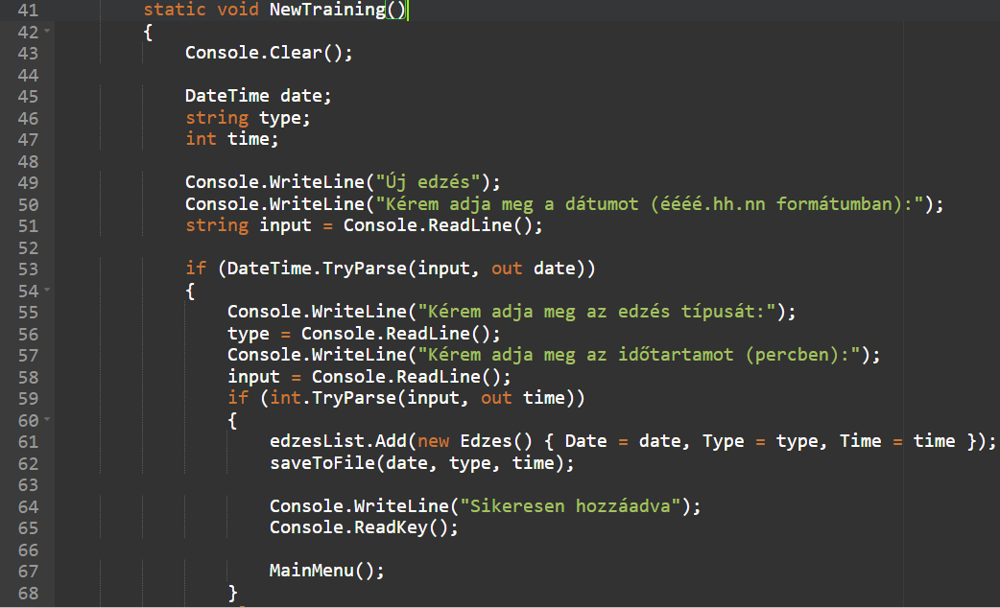 41 static void NewTraining()
42 {
43 Console.Clear();
44
45 DateTime date;
46 string type;
47 int time;
48
49 Console.WriteLine("Új edzés");
50 Console.WriteLine("Kérem adja meg a dátumot (éééé.hh.nn formátumban):");
51 string input = Console.ReadLine();
52
53 if (DateTime.TryParse(input, out date))
54 {
55 Console.WriteLine("Kérem adja meg az edzés típusát:");
56 type = Console.ReadLine();
57 Console.WriteLine("Kérem adja meg az időtartamot (percben):");
58 input = Console.ReadLine();
59 if (int.TryParse(input, out time))
60 {
61 edzesList.Add(new Edzes() { Date = date, Type = type, Time = time });
62 saveToFile(date, type, time);
63
64 Console.WriteLine("Sikeresen hozzáadva");
65 Console.ReadKey();
66
67 MainMenu();
68 }